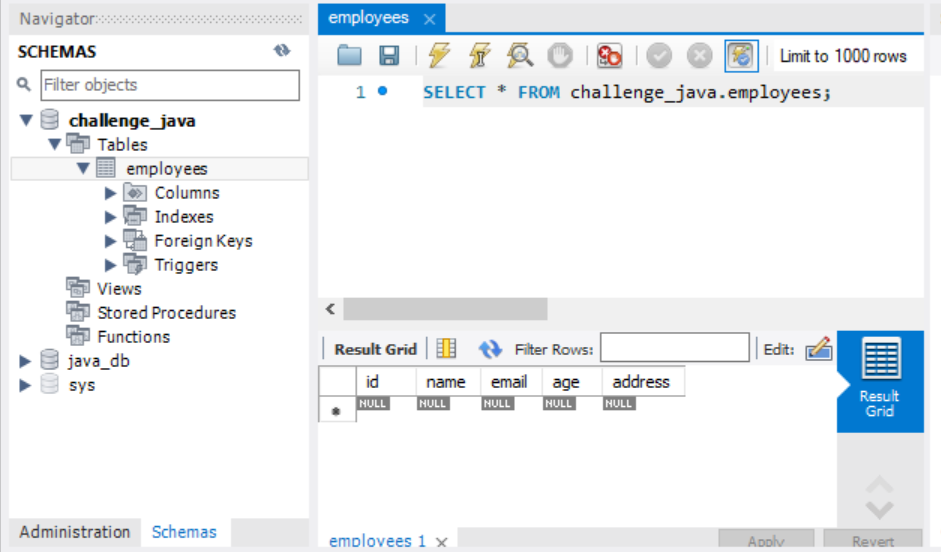 Navigator
SCHEMAS
Filter objects
challenge_java
Tables
employees
Columns
Indexes
Foreign Keys
Triggers
Views
Stored Procedures
Functions
java_db
sys
Administration Schemas
employees
Limit to 1000 rows
1 SELECT * FROM challenge_java.employees;
Result Grid Filter Rows: Edit:
id name email age address
NULL NULL NULL NULL NULL
Result
Grid
employees 1
Apply Revert